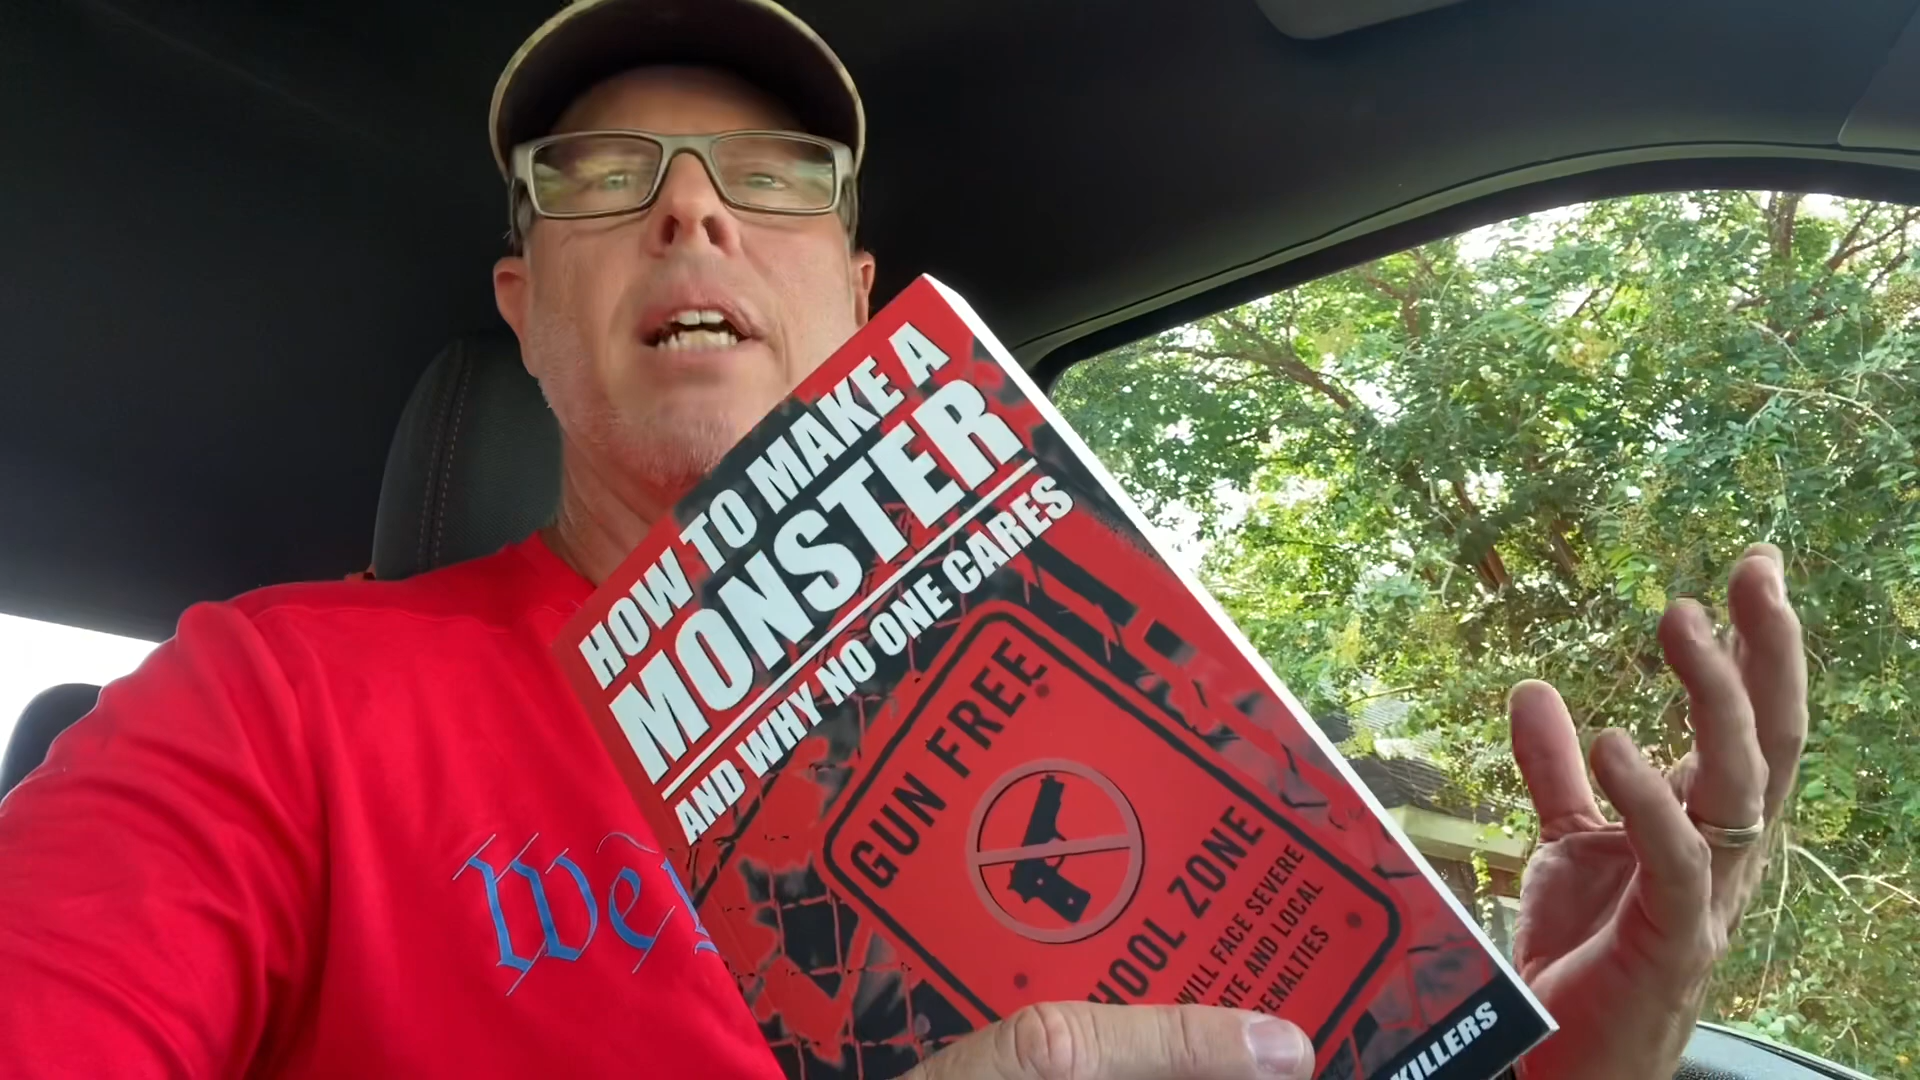 HOW TO MAKE A
MONSTER
AND WHY NO ONE CARES
GUN FREE
HOOL ZONE
WILL FACE SEVERE
ATE AND LOCAL
PENALTIES
KILLERS
We